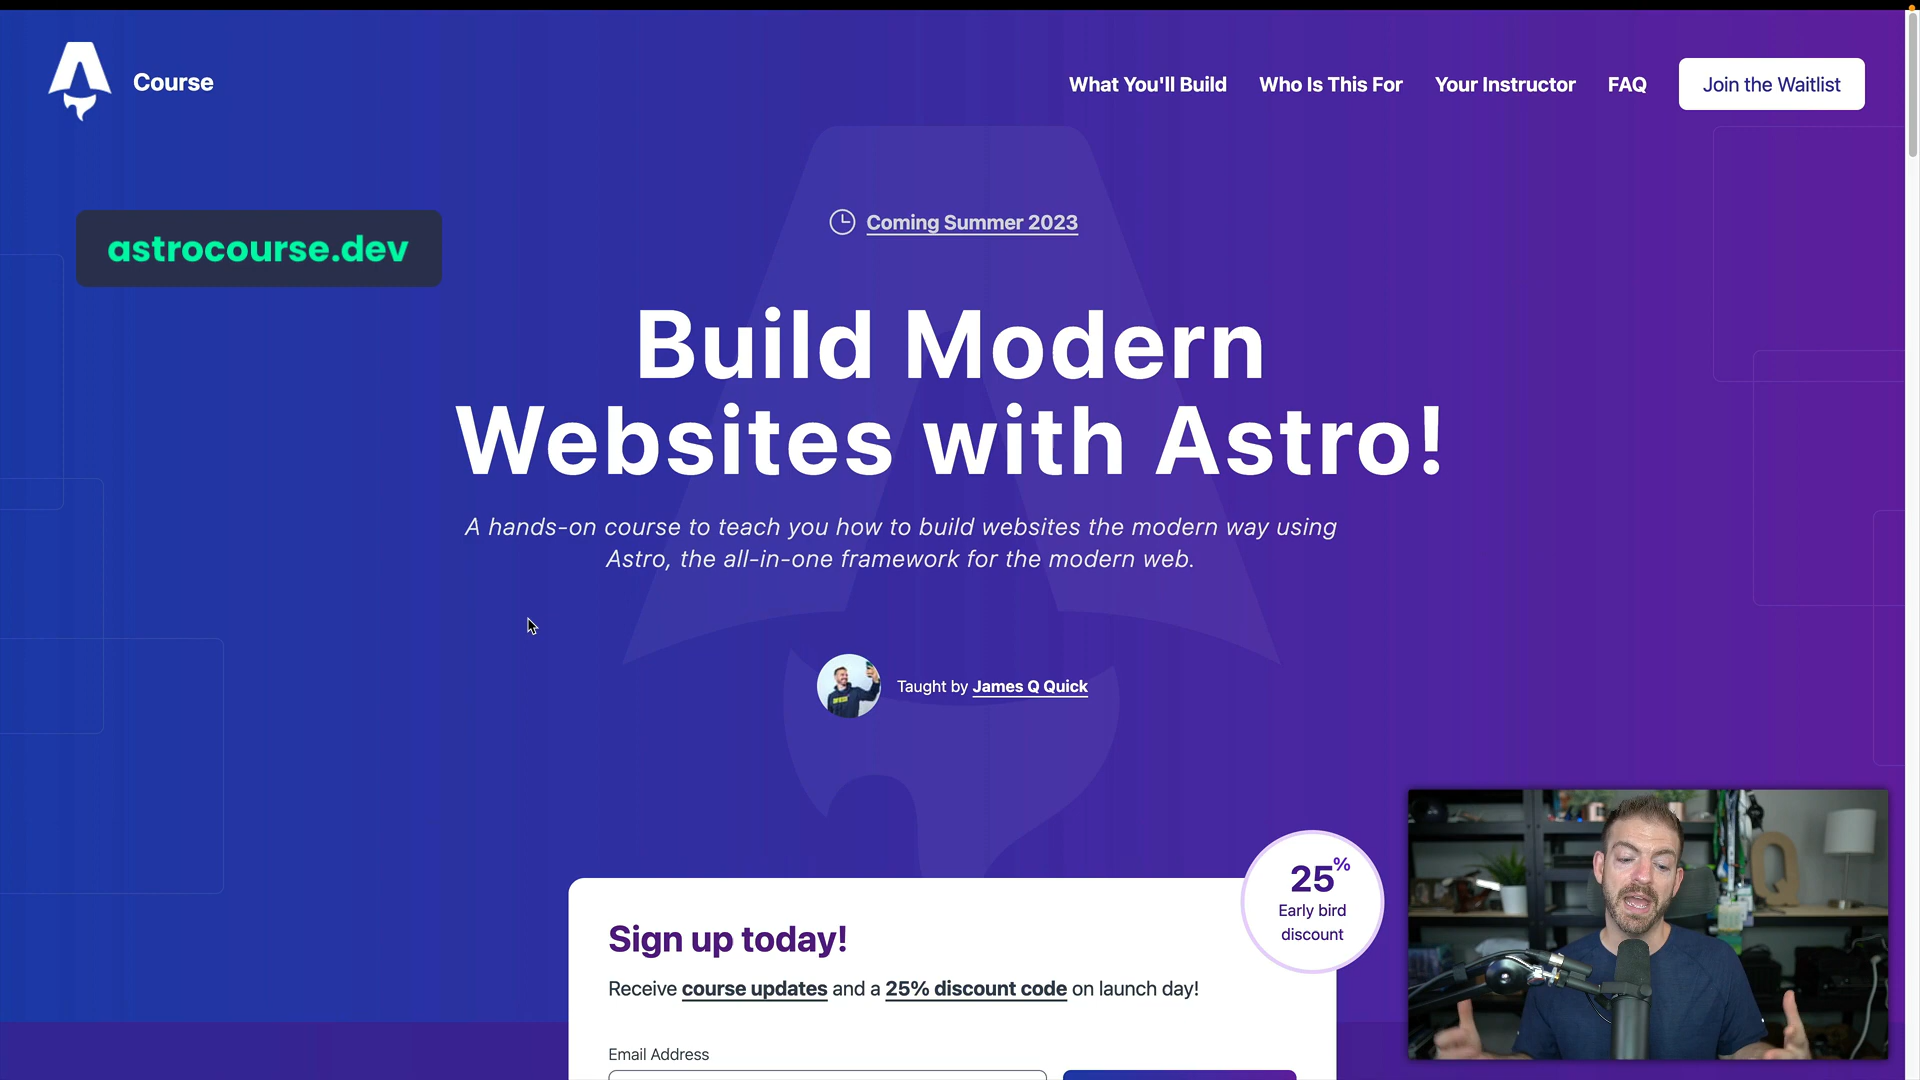 Course
What You'll Build
Who Is This For
Your Instructor
FAQ
Join the Waitlist
astrocourse.dev
Coming Summer 2023
Build Modern
Websites with Astro!
A hands-on course to teach you how to build websites the modern way using
Astro, the all-in-one framework for the modern web.
Taught by James Q Quick
25%
Early bird
discount
Sign up today!
Receive course updates and a 25% discount code on launch day!
Email Address